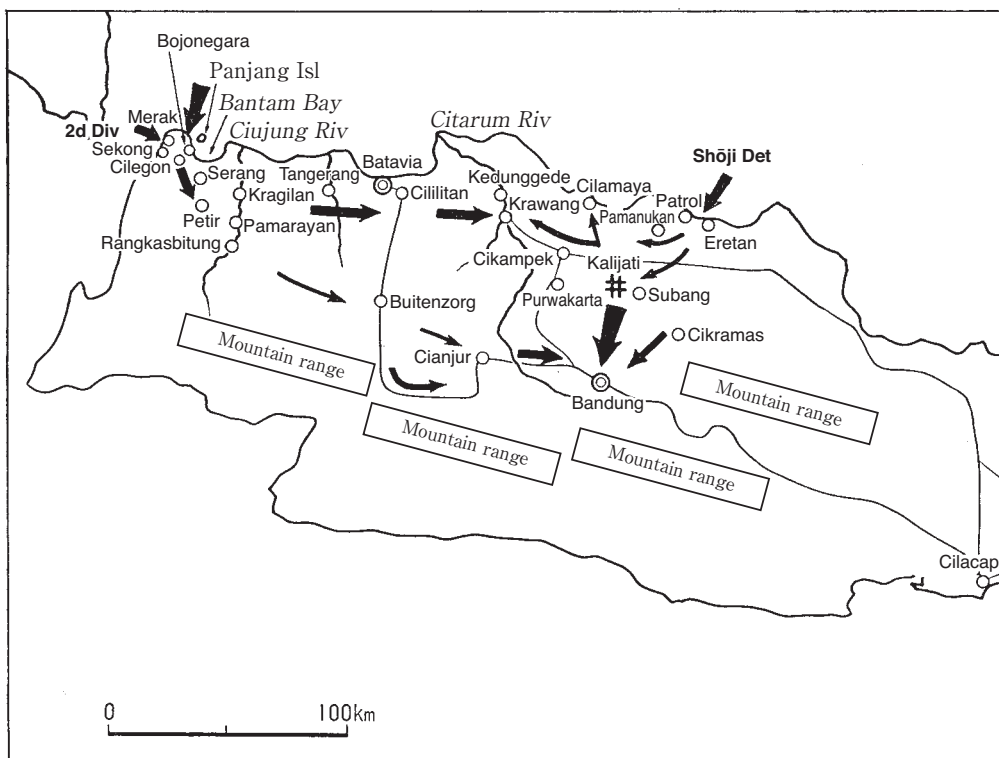 Bojonegara
Panjang Isl
Bantam Bay
Merak
2d Div
Ciujung Riv
Citarum Riv
Sekong
Cilegon
Serang
Batavia
Shōji Det
Tangerang
Kragilan
Cililitan
Kedunggede
Cilamaya
Krawang
Patrol
Pamanukan
Petir
Pamarayan
Eretan
Rangkasbitung
Cikampek
Kalijati
Buitenzorg
Purwakarta
Subang
Cikramas
Cianjur
Mountain range
Bandung
Mountain range
Mountain range
Mountain range
Cilacap
0 100km